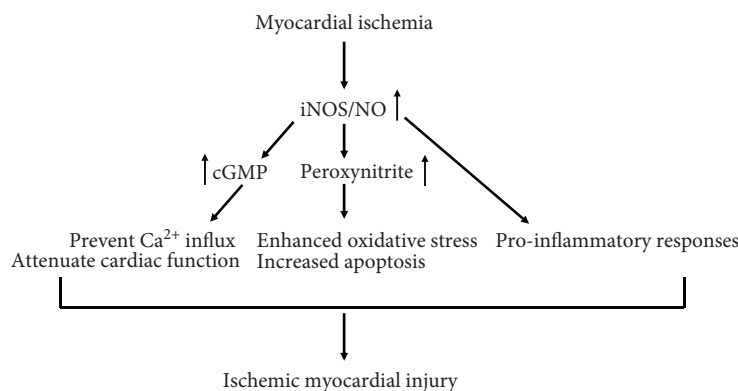 Myocardial ischemia
iNOS/NO
cGMP
Peroxynitrite
Prevent Ca²⁺ influx
Attenuate cardiac function
Enhanced oxidative stress
Increased apoptosis
Pro-inflammatory responses
Ischemic myocardial injury